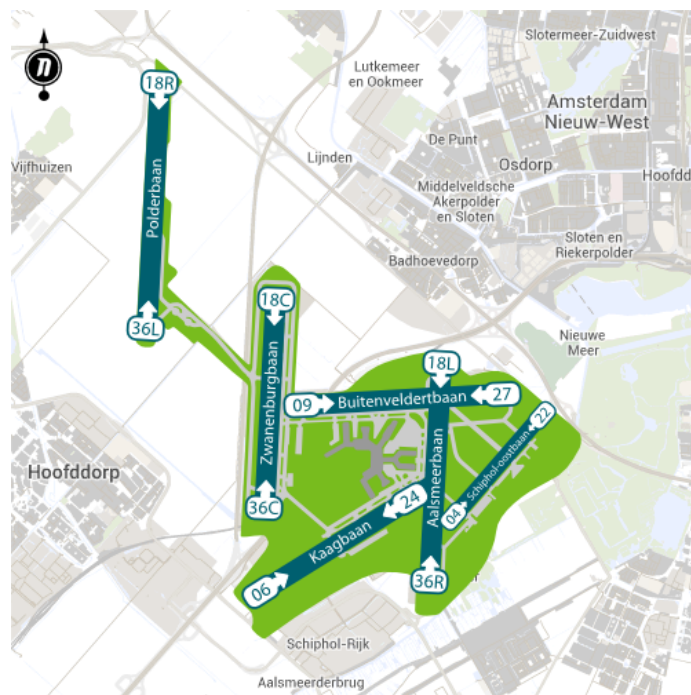 Slotermeer-Zuidwest
n
18R
Lutkemeer
en Ookmeer
Amsterdam
Nieuw-West
De Punt
Vijfhuizen
Lijnden
Osdorp
Hoofdd
Middelveldsche
Akerpolder
en Sloten
Polderbaan
Sloten en
Riekerpolder
Badhoevedorp
18C
36L
Nieuwe
Meer
18L
09
Buitenveldertbaan
27
22
Zwanenburgbaan
Hoofddorp
Schiphol-oostbaan
Aalsmeerbaan
24
36C
04
Kaagbaan
06
36R
Schiphol-Rijk
Aalsmeerderbrug